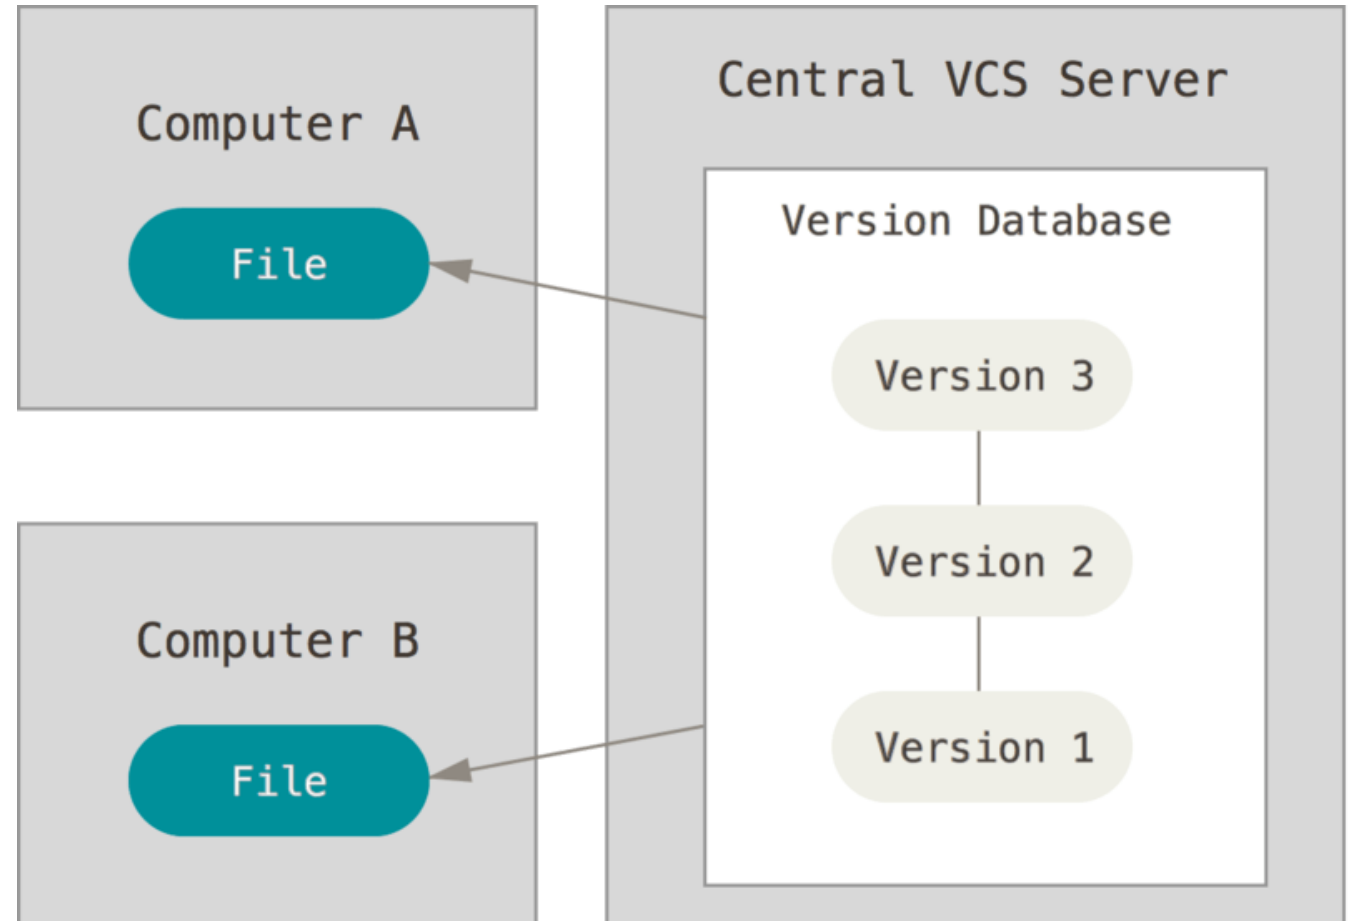 Computer A
File
Computer B
File
Central VCS Server
Version Database
Version 3
Version 2
Version 1